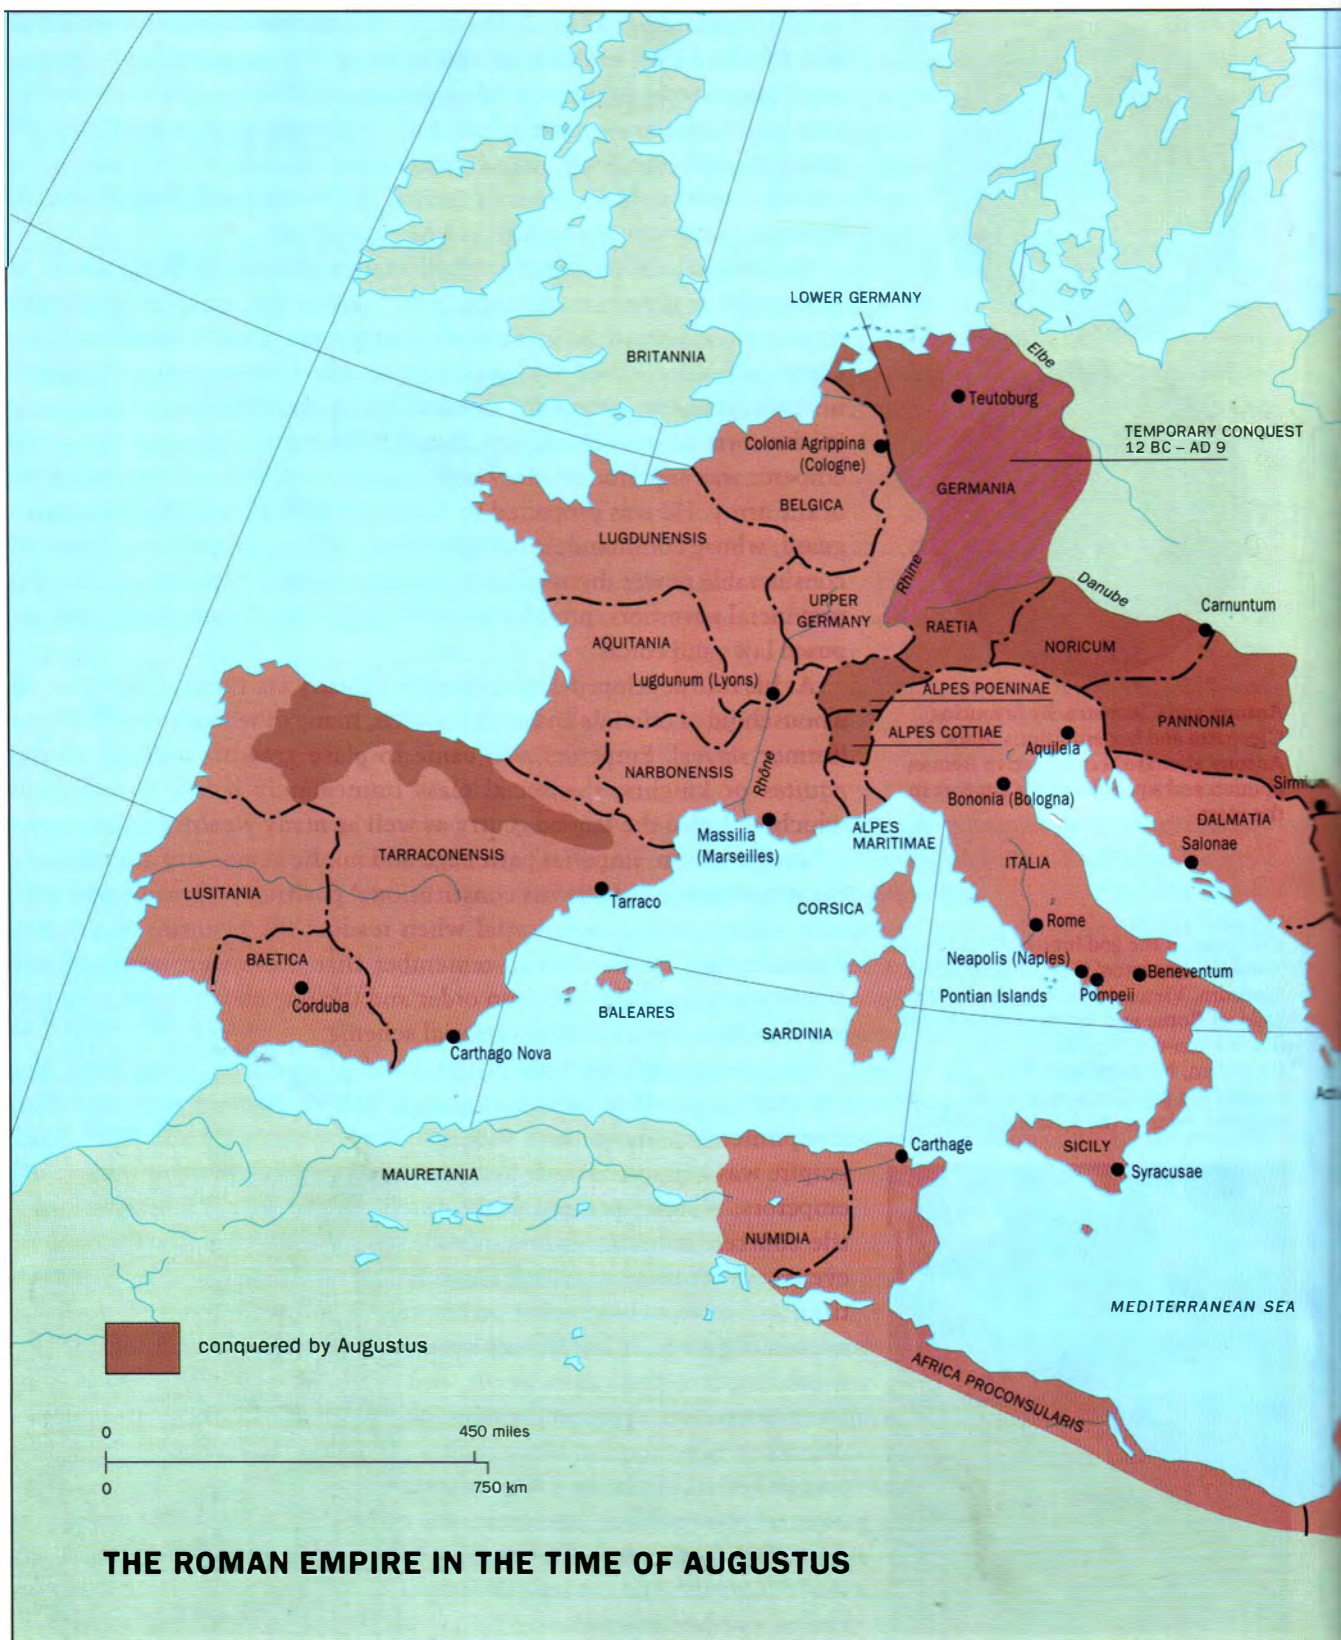 LOWER GERMANY
BRITANNIA
Elbe
Teutoburg
TEMPORARY CONQUEST
12 BC – AD 9
Colonia Agrippina
(Cologne)
GERMANIA
BELGICA
LUGDUNENSIS
Rhine
Danube
UPPER
GERMANY
Carnuntum
RAETIA
AQUITANIA
NORICUM
Lugdunum (Lyons)
ALPES POENINAE
PANNONIA
ALPES COTTIAE
Aquileia
NARBONENSIS
Rhône
Bononia (Bologna)
DALMATIA
Salonae
Massilia
(Marseilles)
ALPES
MARITIMAE
TARRACONENSIS
ITALIA
LUSITANIA
Tarraco
CORSICA
Rome
BAETICA
Neapolis (Naples)
Beneventum
Corduba
Pontian Islands
Pompeii
BALEARES
SARDINIA
Carthago Nova
Carthage
SICILY
MAURETANIA
Syracusae
NUMIDIA
MEDITERRANEAN SEA
conquered by Augustus
AFRICA PROCONSULARIS
0 450 miles
0 750 km
THE ROMAN EMPIRE IN THE TIME OF AUGUSTUS